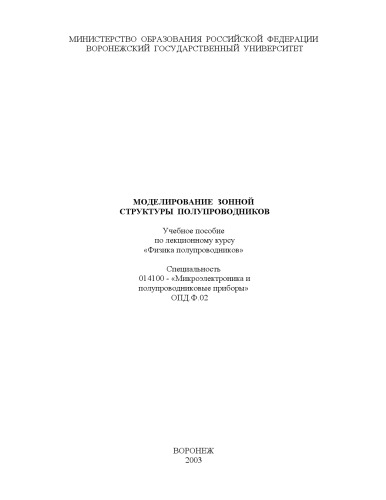 МИНИСТЕРСТВО ОБРАЗОВАНИЯ РОССИЙСКОЙ ФЕДЕРАЦИИ
ВОРОНЕЖСКИЙ ГОСУДАРСТВЕННЫЙ УНИВЕРСИТЕТ
МОДЕЛИРОВАНИЕ ЗОННОЙ
СТРУКТУРЫ ПОЛУПРОВОДНИКОВ
Учебное пособие
по лекционному курсу
«Физика полупроводников»
Специальность
014100 - «Микроэлектроника и
полупроводниковые приборы»
ОПД.Ф.02
ВОРОНЕЖ
2003